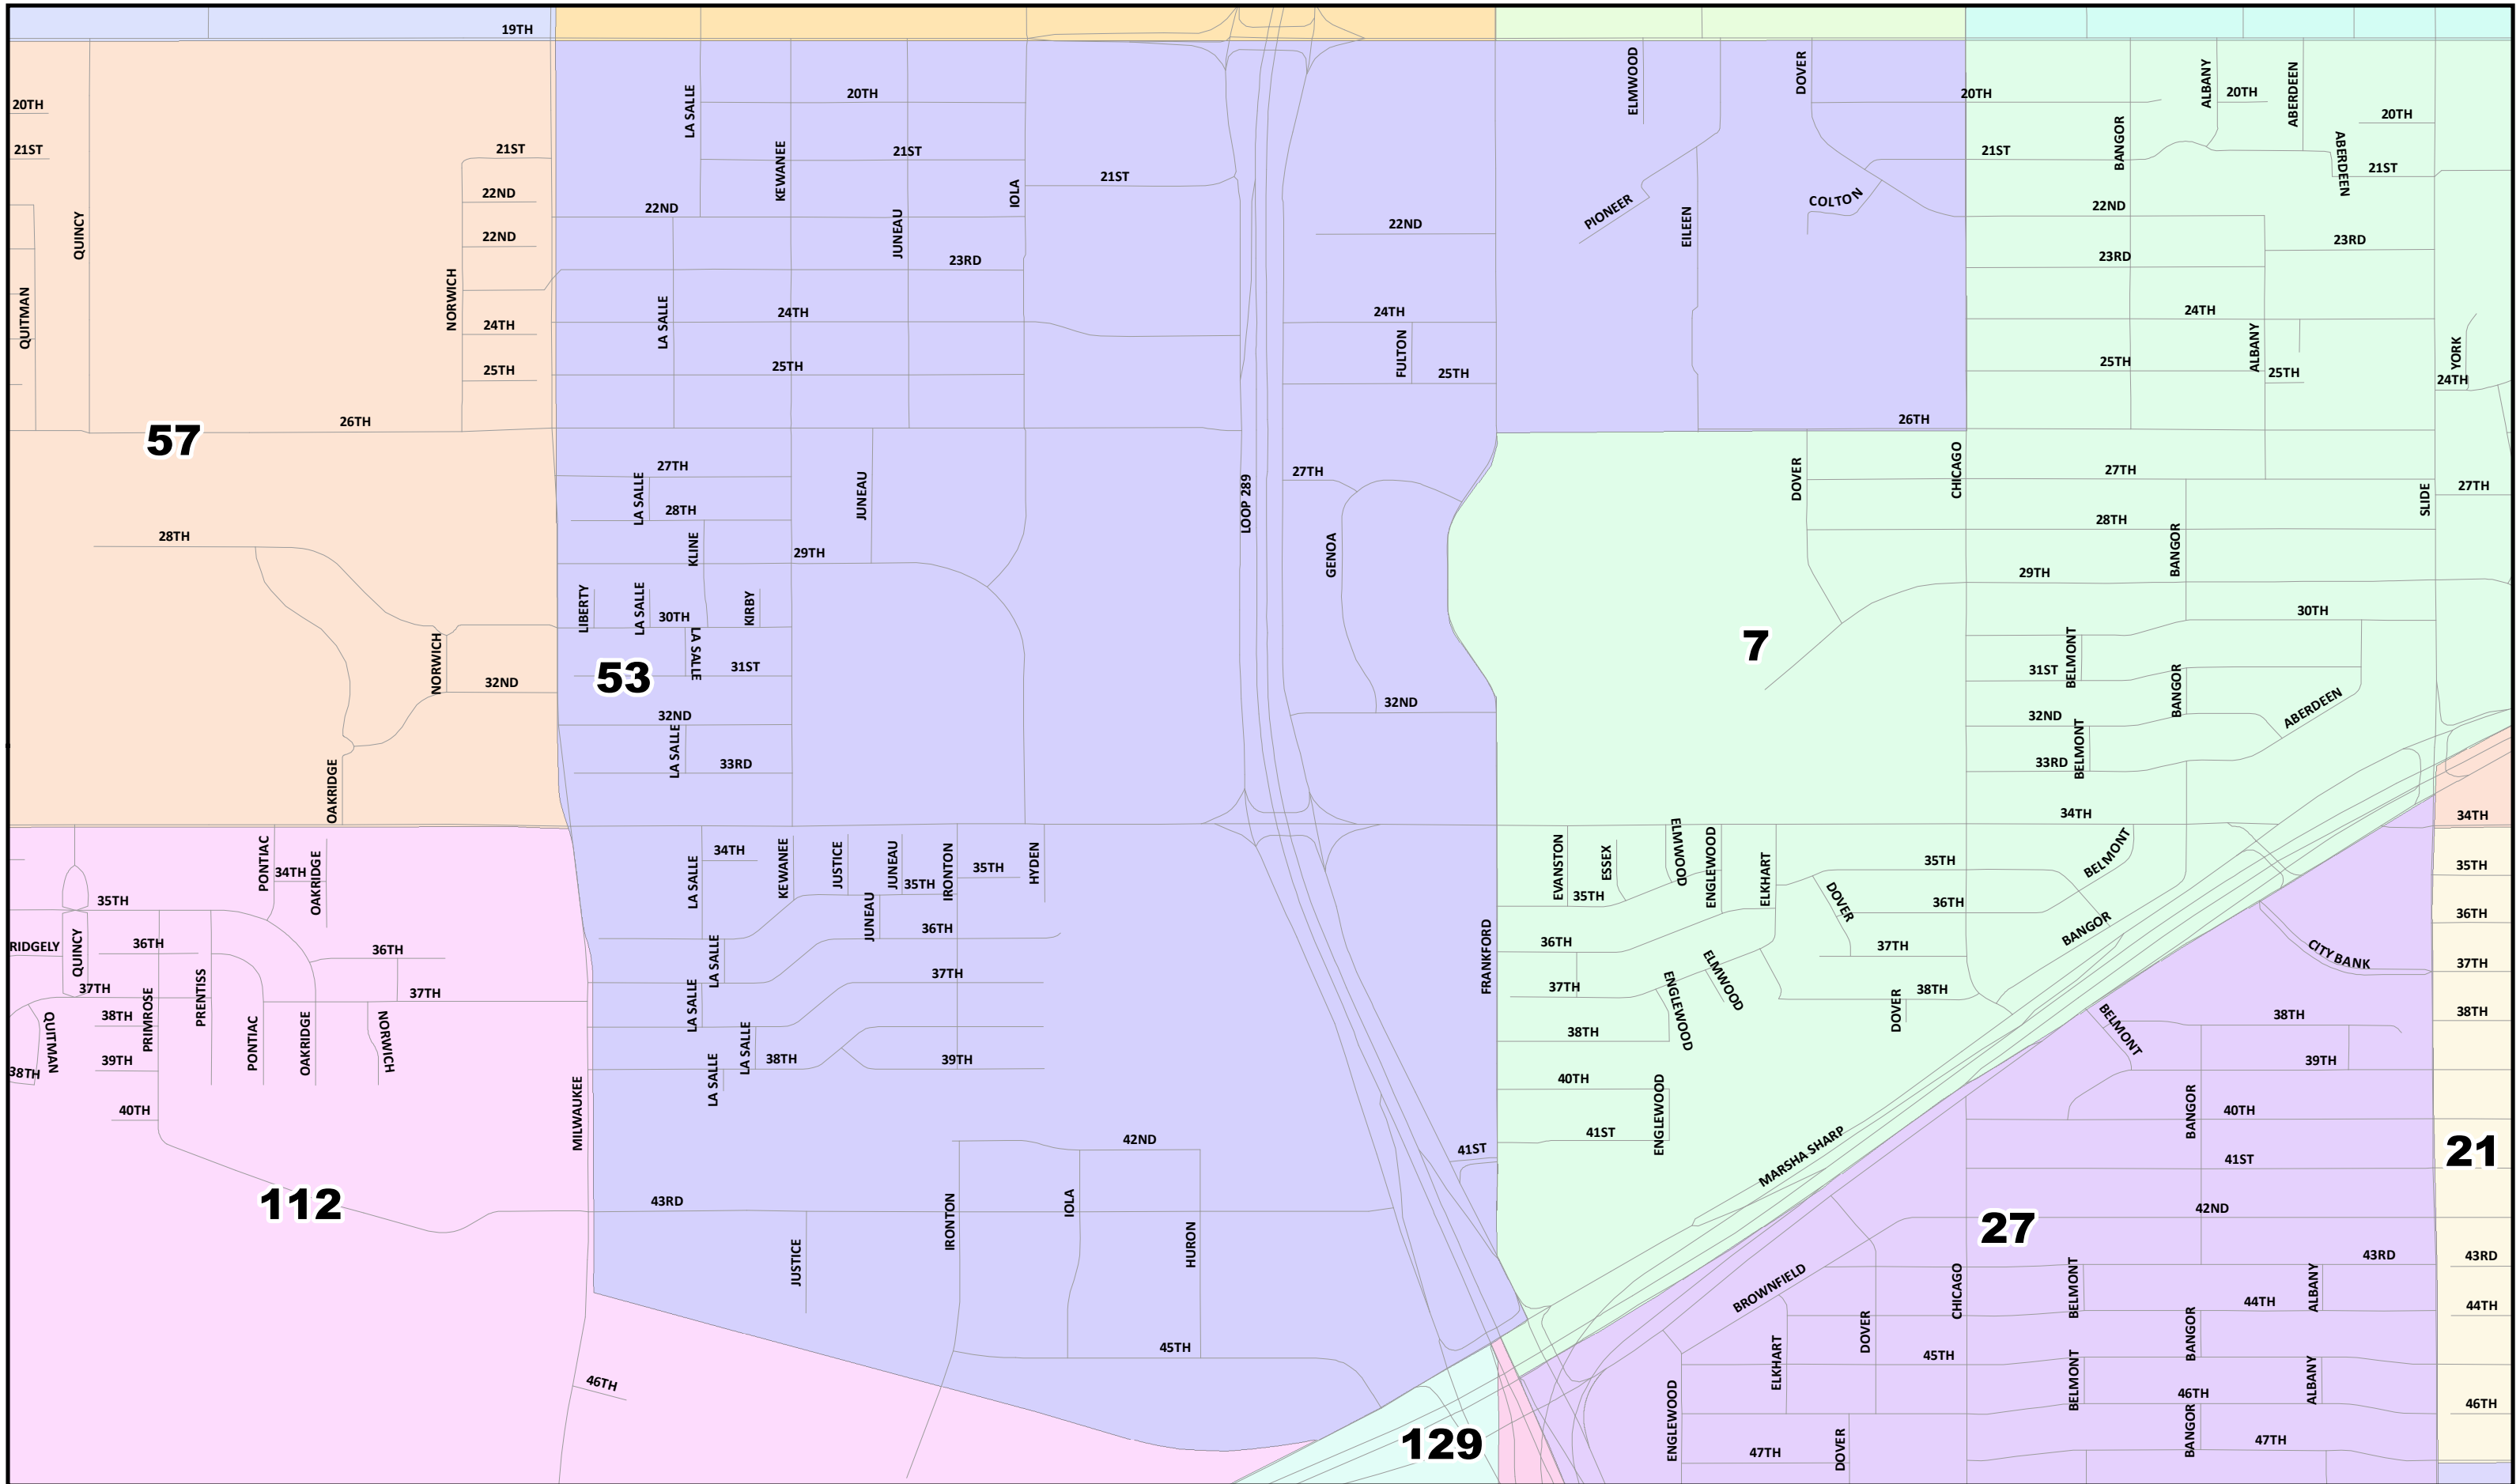 19TH
20TH
21ST
QUINCY
QUITMAN
NORWICH
21ST
22ND
22ND
24TH
25TH
26TH
57
28TH
NORWICH
32ND
OAKRIDGE
LA SALLE
20TH
KEWANEE
21ST
IOLA
21ST
22ND
JUNEAU
23RD
LA SALLE
24TH
25TH
27TH
LA SALLE
28TH
JUNEAU
KLINE
29TH
LIBERTY
LA SALLE
30TH
KIRBY
LA SALLE
31ST
53
32ND
LA SALLE
33RD
LOOP 289
22ND
24TH
FULTON
25TH
27TH
GENOA
32ND
ELMWOOD
DOVER
PIONEER
EILEEN
COLTON
20TH
21ST
BANGOR
ALBANY
20TH
ABERDEEN
20TH
ABERDEEN
21ST
22ND
23RD
23RD
24TH
ALBANY
25TH
25TH
YORK
24TH
26TH
DOVER
CHICAGO
27TH
SLIDE
27TH
28TH
BANGOR
29TH
30TH
7
BELMONT
31ST
BANGOR
32ND
ABERDEEN
BELMONT
33RD
34TH
34TH
PONTIAC
34TH
OAKRIDGE
35TH
RIDGELY
QUINCY
36TH
36TH
PRENTISS
37TH
37TH
PRIMROSE
38TH
QUITMAN
PONTIAC
OAKRIDGE
NORWICH
39TH
38TH
40TH
MILWAUKEE
112
46TH
LA SALLE
34TH
KEWANEE
JUSTICE
JUNEAU
35TH
IRONTON
35TH
HYDEN
JUNEAU
36TH
LA SALLE
37TH
LA SALLE
LA SALLE
38TH
39TH
LA SALLE
42ND
43RD
IRONTON
IOLA
HURON
JUSTICE
45TH
FRANKFORD
41ST
EVANSTON
ESSEX
35TH
ELMWOOD
ENGLEWOOD
ELKHART
DOVER
35TH
BELMONT
36TH
BANGOR
36TH
37TH
37TH
ENGLEWOOD
ELMWOOD
38TH
DOVER
38TH
40TH
ENGLEWOOD
41ST
MARSHA SHARP
35TH
36TH
CITY BANK
37TH
38TH
BELMONT
38TH
39TH
BANGOR
40TH
41ST
21
42ND
27
BROWNFIELD
CHICAGO
43RD
43RD
BELMONT
ALBANY
44TH
44TH
DOVER
BANGOR
ELKHART
45TH
BELMONT
ALBANY
46TH
46TH
ENGLEWOOD
BANGOR
129
47TH
DOVER
47TH